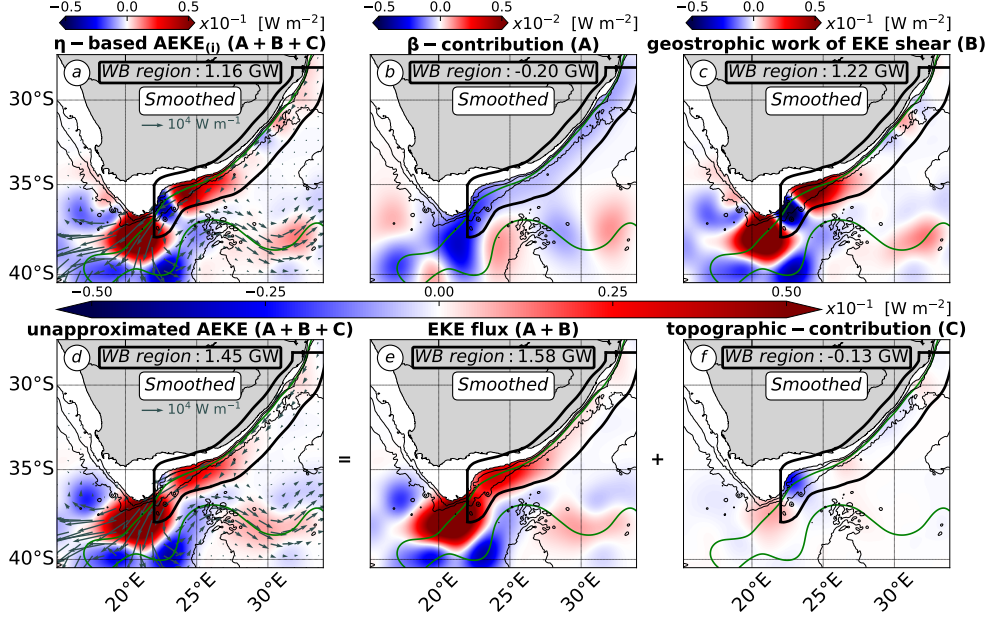 −0.5 0.0 0.5 x10⁻¹ [W m⁻²]
−0.5 0.0 0.5 x10⁻² [W m⁻²]
−0.5 0.0 0.5 x10⁻¹ [W m⁻²]
η − based AEKE₍ᵢ₎ (A + B + C)
β − contribution (A)
geostrophic work of EKE shear (B)
a WB region : 1.16 GW
b WB region : -0.20 GW
c WB region : 1.22 GW
Smoothed
Smoothed
Smoothed
10⁴ W m⁻¹
30°S
35°S
40°S
−0.50 −0.25 0.00 0.25 0.50 x10⁻¹ [W m⁻²]
unapproximated AEKE (A + B + C)
EKE flux (A + B)
topographic − contribution (C)
d WB region : 1.45 GW
e WB region : 1.58 GW
f WB region : -0.13 GW
Smoothed
Smoothed
Smoothed
10⁴ W m⁻¹
30°S
35°S
40°S
= +
20°E 25°E 30°E
20°E 25°E 30°E
20°E 25°E 30°E